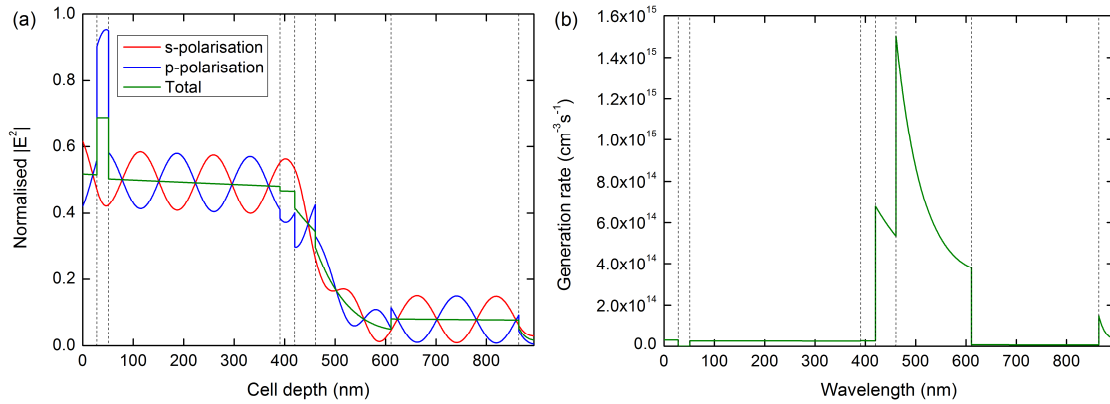 (a)
Normalised |E²|
1.0
0.8
0.6
0.4
0.2
0.0
s-polarisation
p-polarisation
Total
0 100 200 300 400 500 600 700 800
Cell depth (nm)
(b)
Generation rate (cm⁻³s⁻¹)
1.6x10¹⁵
1.4x10¹⁵
1.2x10¹⁵
1.0x10¹⁵
8.0x10¹⁴
6.0x10¹⁴
4.0x10¹⁴
2.0x10¹⁴
0.0
0 100 200 300 400 500 600 700 800
Wavelength (nm)